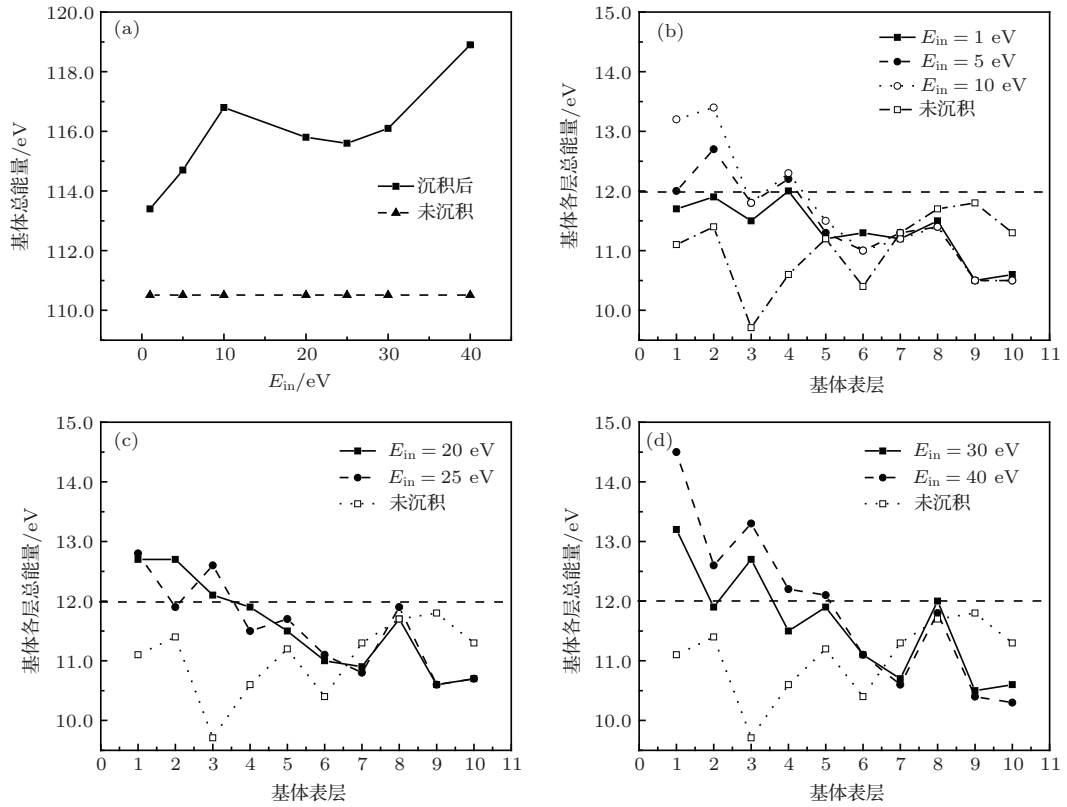 (a)
120.0
118.0
116.0
114.0
112.0
110.0
基体总能量/eV
沉积后
未沉积
0 10 20 30 40
E_in/eV
(b)
15.0
14.0
13.0
12.0
11.0
10.0
基体各层总能量/eV
E_in = 1 eV
E_in = 5 eV
E_in = 10 eV
未沉积
0 1 2 3 4 5 6 7 8 9 10 11
基体表层
(c)
15.0
14.0
13.0
12.0
11.0
10.0
基体各层总能量/eV
E_in = 20 eV
E_in = 25 eV
未沉积
0 1 2 3 4 5 6 7 8 9 10 11
基体表层
(d)
15.0
14.0
13.0
12.0
11.0
10.0
基体各层总能量/eV
E_in = 30 eV
E_in = 40 eV
未沉积
0 1 2 3 4 5 6 7 8 9 10 11
基体表层